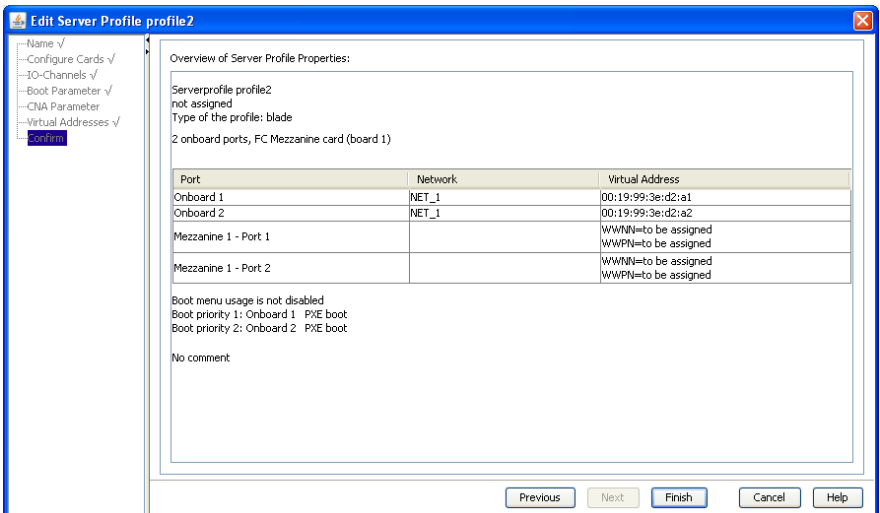 Edit Server Profile profile2
Name √
Configure Cards √
IO-Channels √
Boot Parameter √
CNA Parameter
Virtual Addresses √
Confirm
Overview of Server Profile Properties:
Serverprofile profile2
not assigned
Type of the profile: blade
2 onboard ports, FC Mezzanine card (board 1)
Port Network Virtual Address
Onboard 1 NET_1 00:19:99:3e:d2:a1
Onboard 2 NET_1 00:19:99:3e:d2:a2
Mezzanine 1 - Port 1 WWNN=to be assigned
WWPN=to be assigned
Mezzanine 1 - Port 2 WWNN=to be assigned
WWPN=to be assigned
Boot menu usage is not disabled
Boot priority 1: Onboard 1 PXE boot
Boot priority 2: Onboard 2 PXE boot
No comment
Previous Next Finish Cancel Help